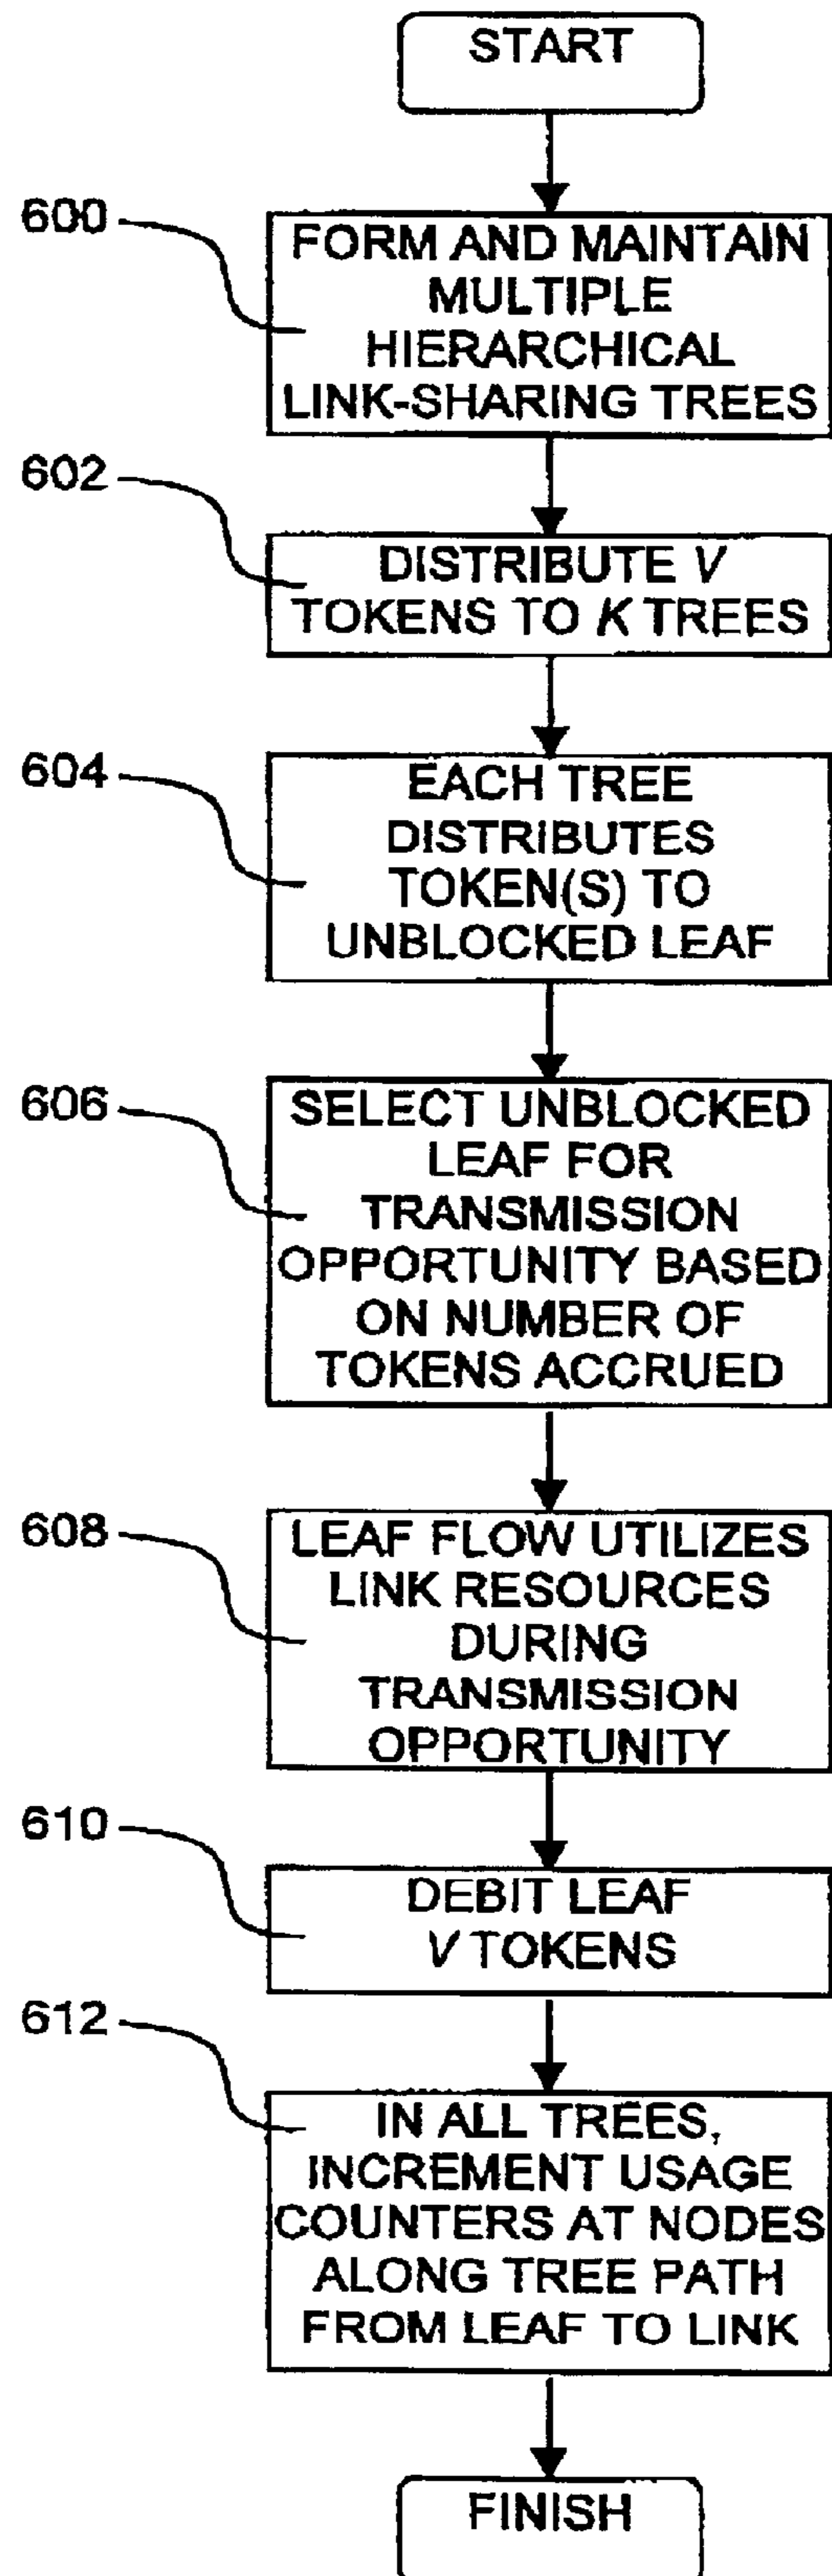 START
600
FORM AND MAINTAIN
MULTIPLE
HIERARCHICAL
LINK-SHARING TREES
602
DISTRIBUTE V
TOKENS TO K TREES
604
EACH TREE
DISTRIBUTES
TOKEN(S) TO
UNBLOCKED LEAF
606
SELECT UNBLOCKED
LEAF FOR
TRANSMISSION
OPPORTUNITY BASED
ON NUMBER OF
TOKENS ACCRUED
608
LEAF FLOW UTILIZES
LINK RESOURCES
DURING
TRANSMISSION
OPPORTUNITY
610
DEBIT LEAF
V TOKENS
612
IN ALL TREES,
INCREMENT USAGE
COUNTERS AT NODES
ALONG TREE PATH
FROM LEAF TO LINK
FINISH